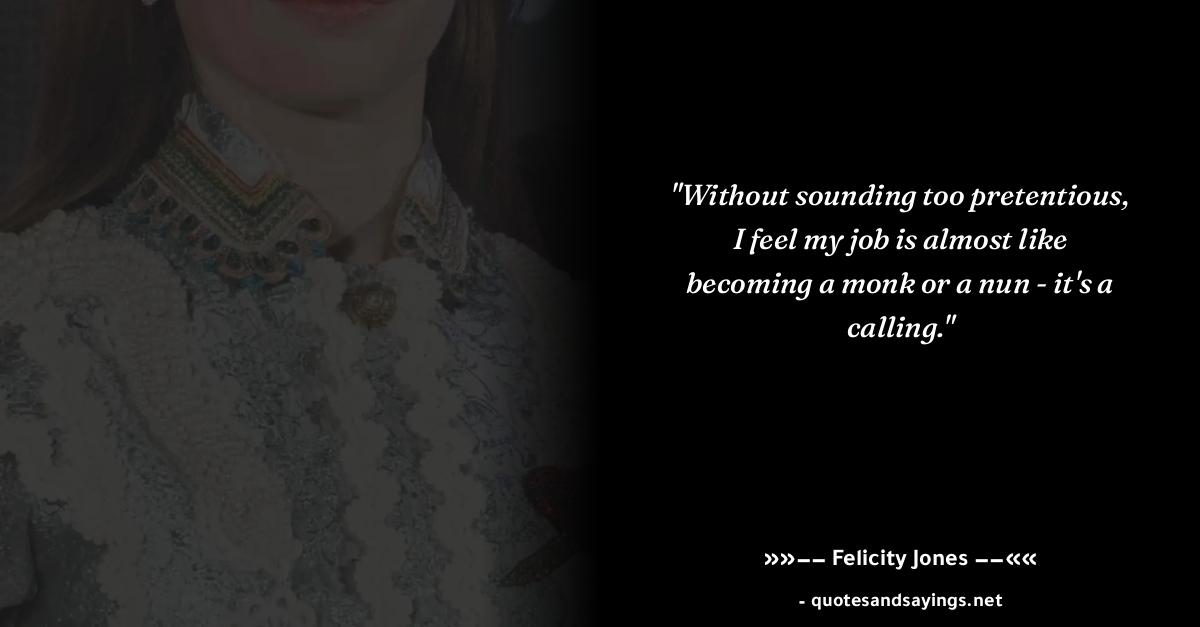 "Without sounding too pretentious,
I feel my job is almost like
becoming a monk or a nun - it's a
calling."
»»—— Felicity Jones ——««
- quotesandsayings.net